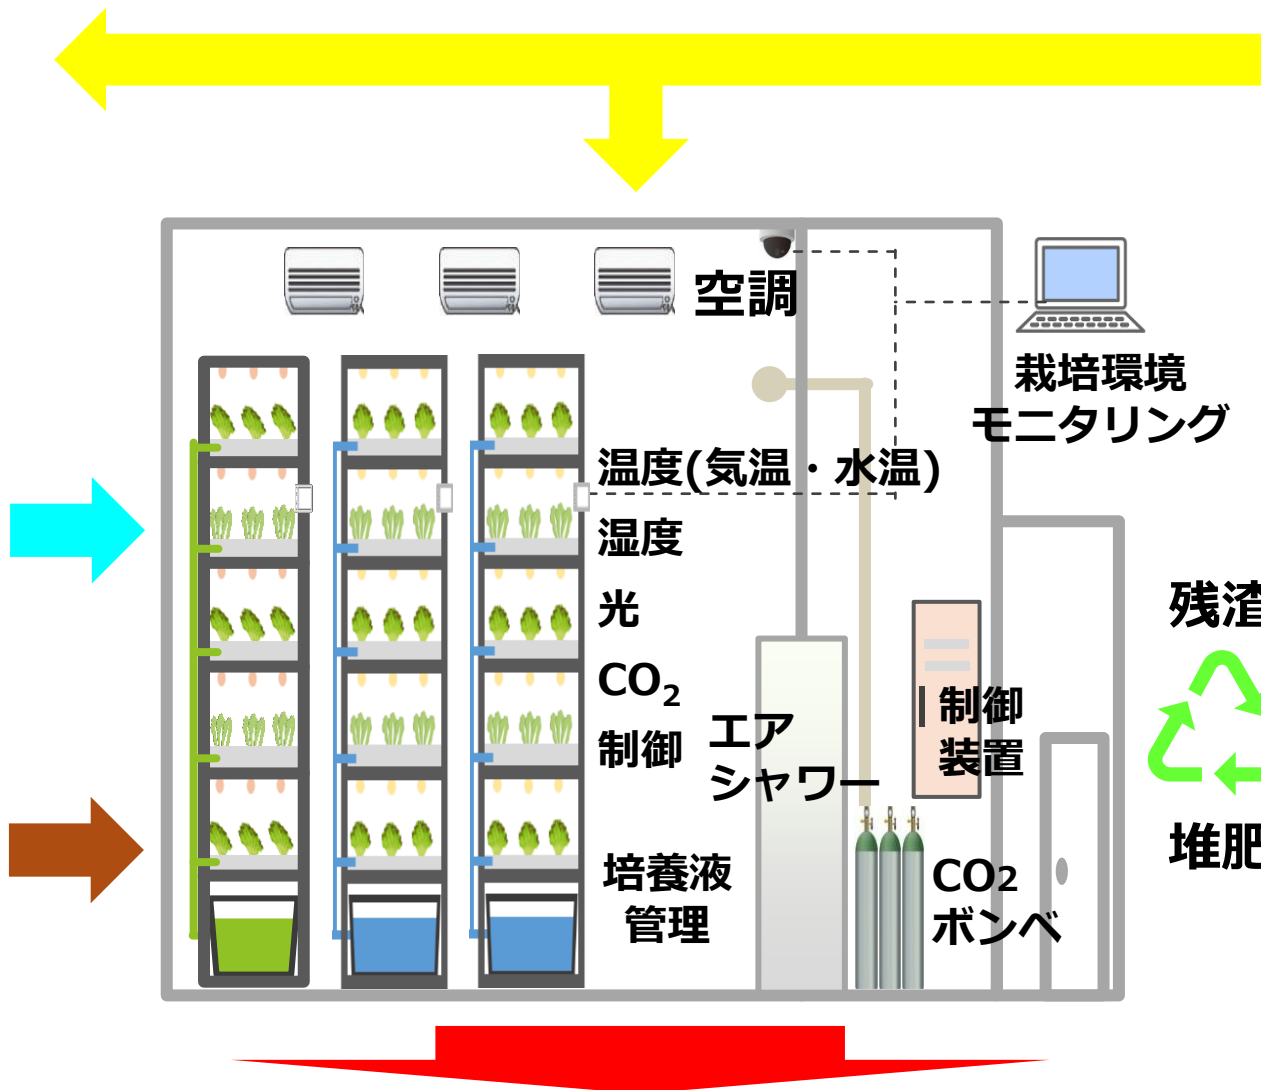 空調
栽培環境
モニタリング
温度(気温・水温)
湿度
光
CO₂
制御
エア
シャワー
制御
装置
残渣
堆肥
培養液
管理
CO2
ボンベ